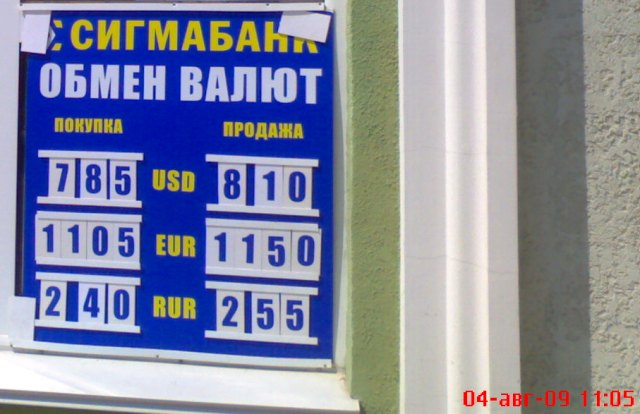 СИГМАБАНК
ОБМЕН ВАЛЮТ
ПОКУПКА ПРОДАЖА
785 USD 810
1105 EUR 1150
240 RUR 255
04-авг-09 11:05